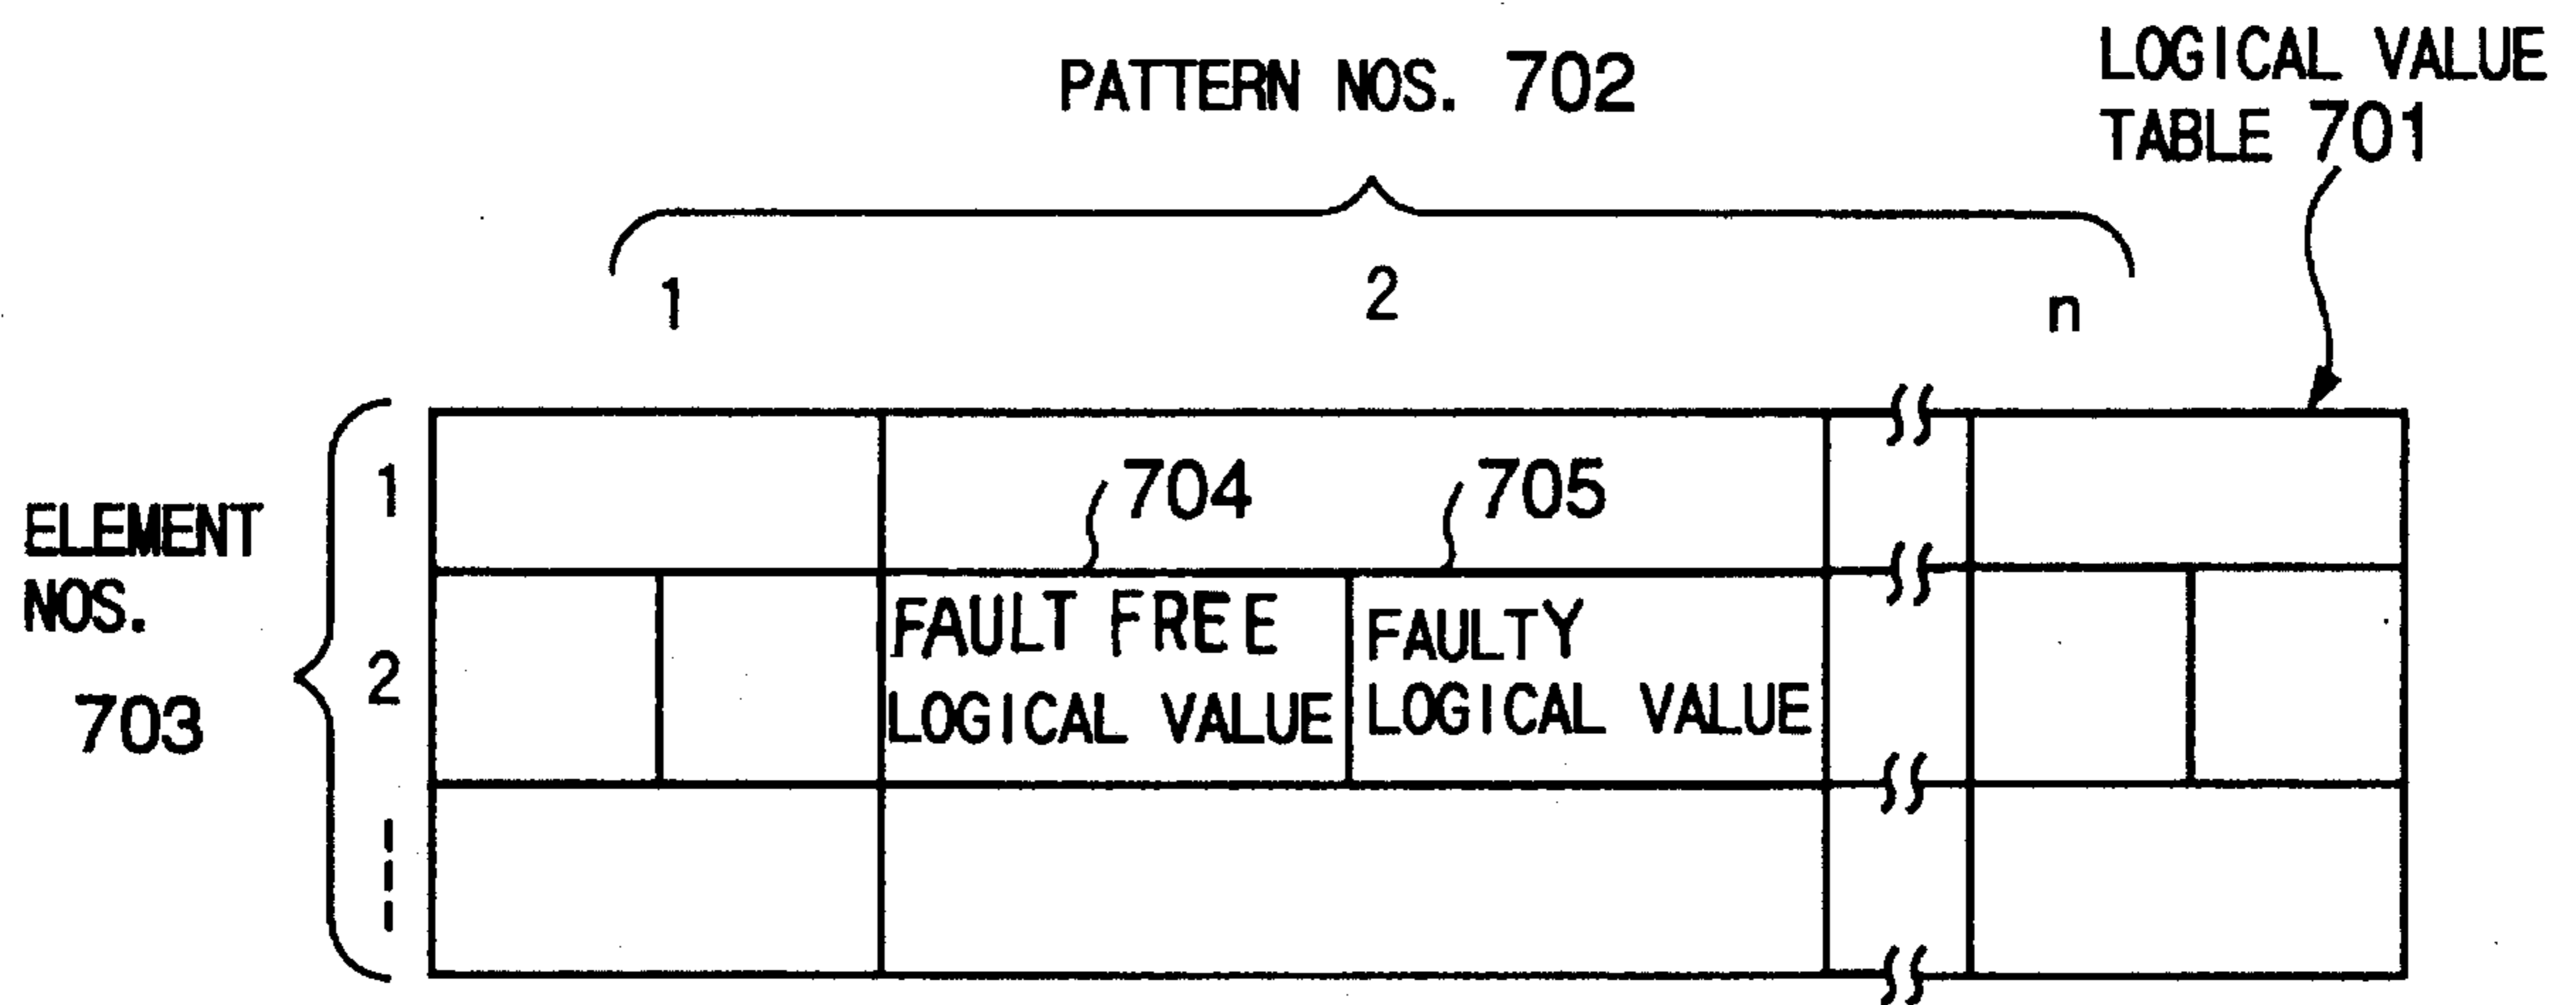 PATTERN NOS. 702
LOGICAL VALUE
TABLE 701
1 2 n
ELEMENT
NOS.
703
1
704 705
2
FAULT FREE
LOGICAL VALUE
FAULTY
LOGICAL VALUE